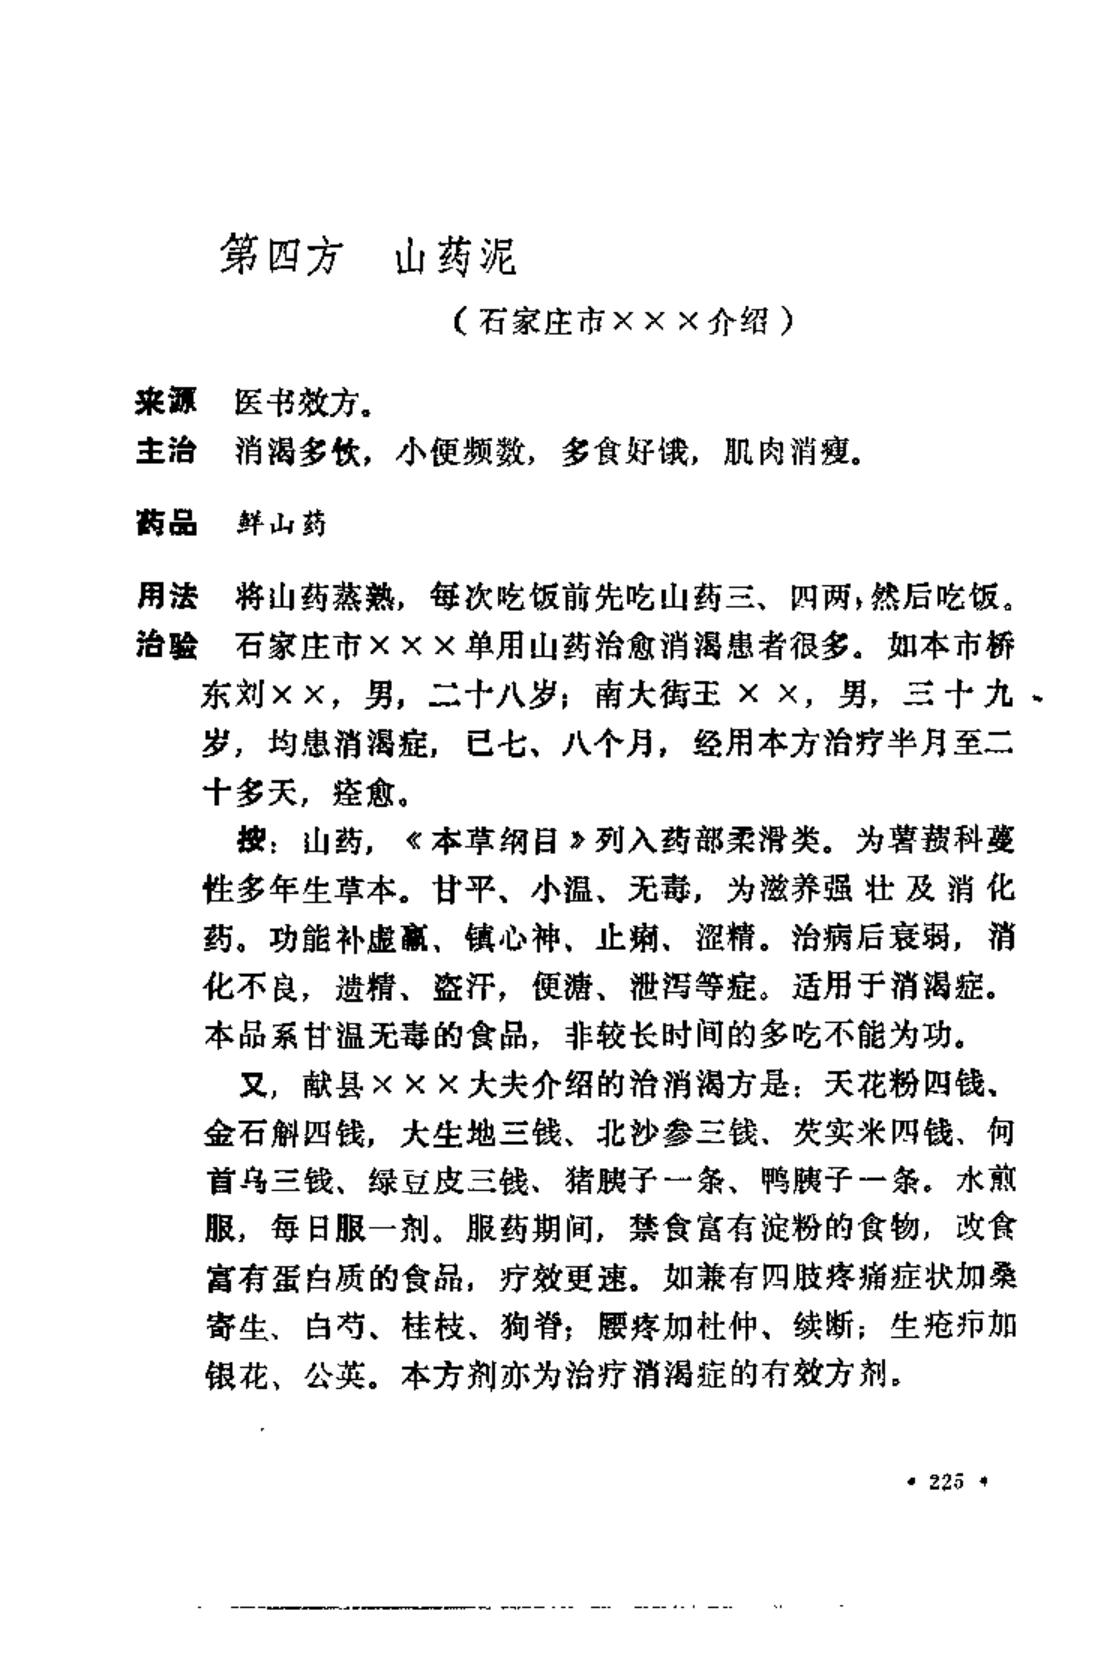 第四方　山药泥
（石家庄市×××介绍）
来源　医书效方。
主治　消渴多饮，小便频数，多食好饿，肌肉消瘦。
药品　鲜山药
用法　将山药蒸熟，每次吃饭前先吃山药三、四两，然后吃饭。
治验　石家庄市×××单用山药治愈消渴患者很多。如本市桥
东刘××，男，二十八岁；南大街王××，男，三十九
岁，均患消渴症，已七、八个月，经用本方治疗半月至二
十多天，痊愈。
按：山药，《本草纲目》列入药部柔滑类。为薯蓣科蔓
性多年生草本。甘平、小温、无毒，为滋养强壮及消化
药。功能补虚羸、镇心神、止痢、涩精。治病后衰弱，消
化不良，遗精、盗汗，便溏、泄泻等症。适用于消渴症。
本品系甘温无毒的食品，非较长时间的多吃不能为功。
又，献县×××大夫介绍的治消渴方是：天花粉四钱、
金石斛四钱，大生地三钱、北沙参三钱、芡实米四钱、何
首乌三钱、绿豆皮三钱、猪胰子一条、鸭胰子一条。水煎
服，每日服一剂。服药期间，禁食富有淀粉的食物，改食
富有蛋白质的食品，疗效更速。如兼有四肢疼痛症状加桑
寄生、白芍、桂枝、狗脊；腰疼加杜仲、续断；生疮疖加
银花、公英。本方剂亦为治疗消渴症的有效方剂。
• 225 •